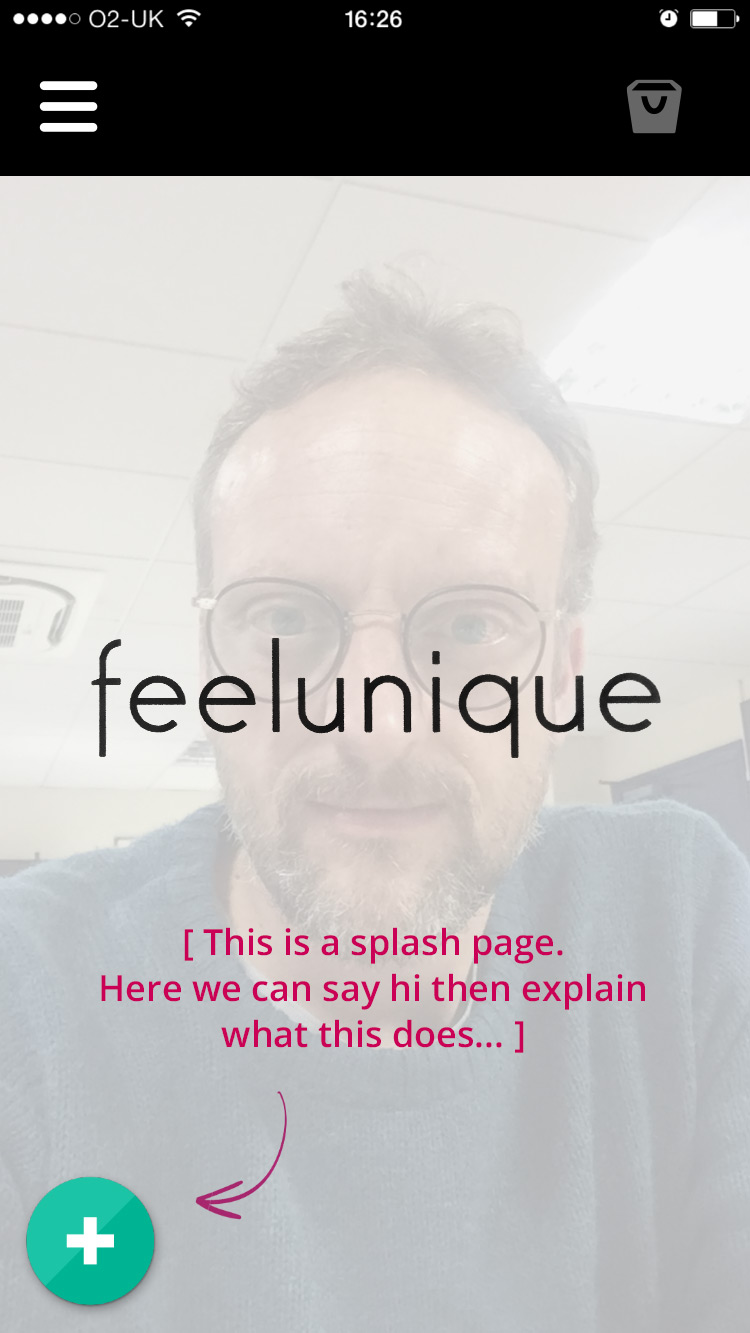 O2-UK 16:26
feelunique
[ This is a splash page.
Here we can say hi then explain
what this does... ]